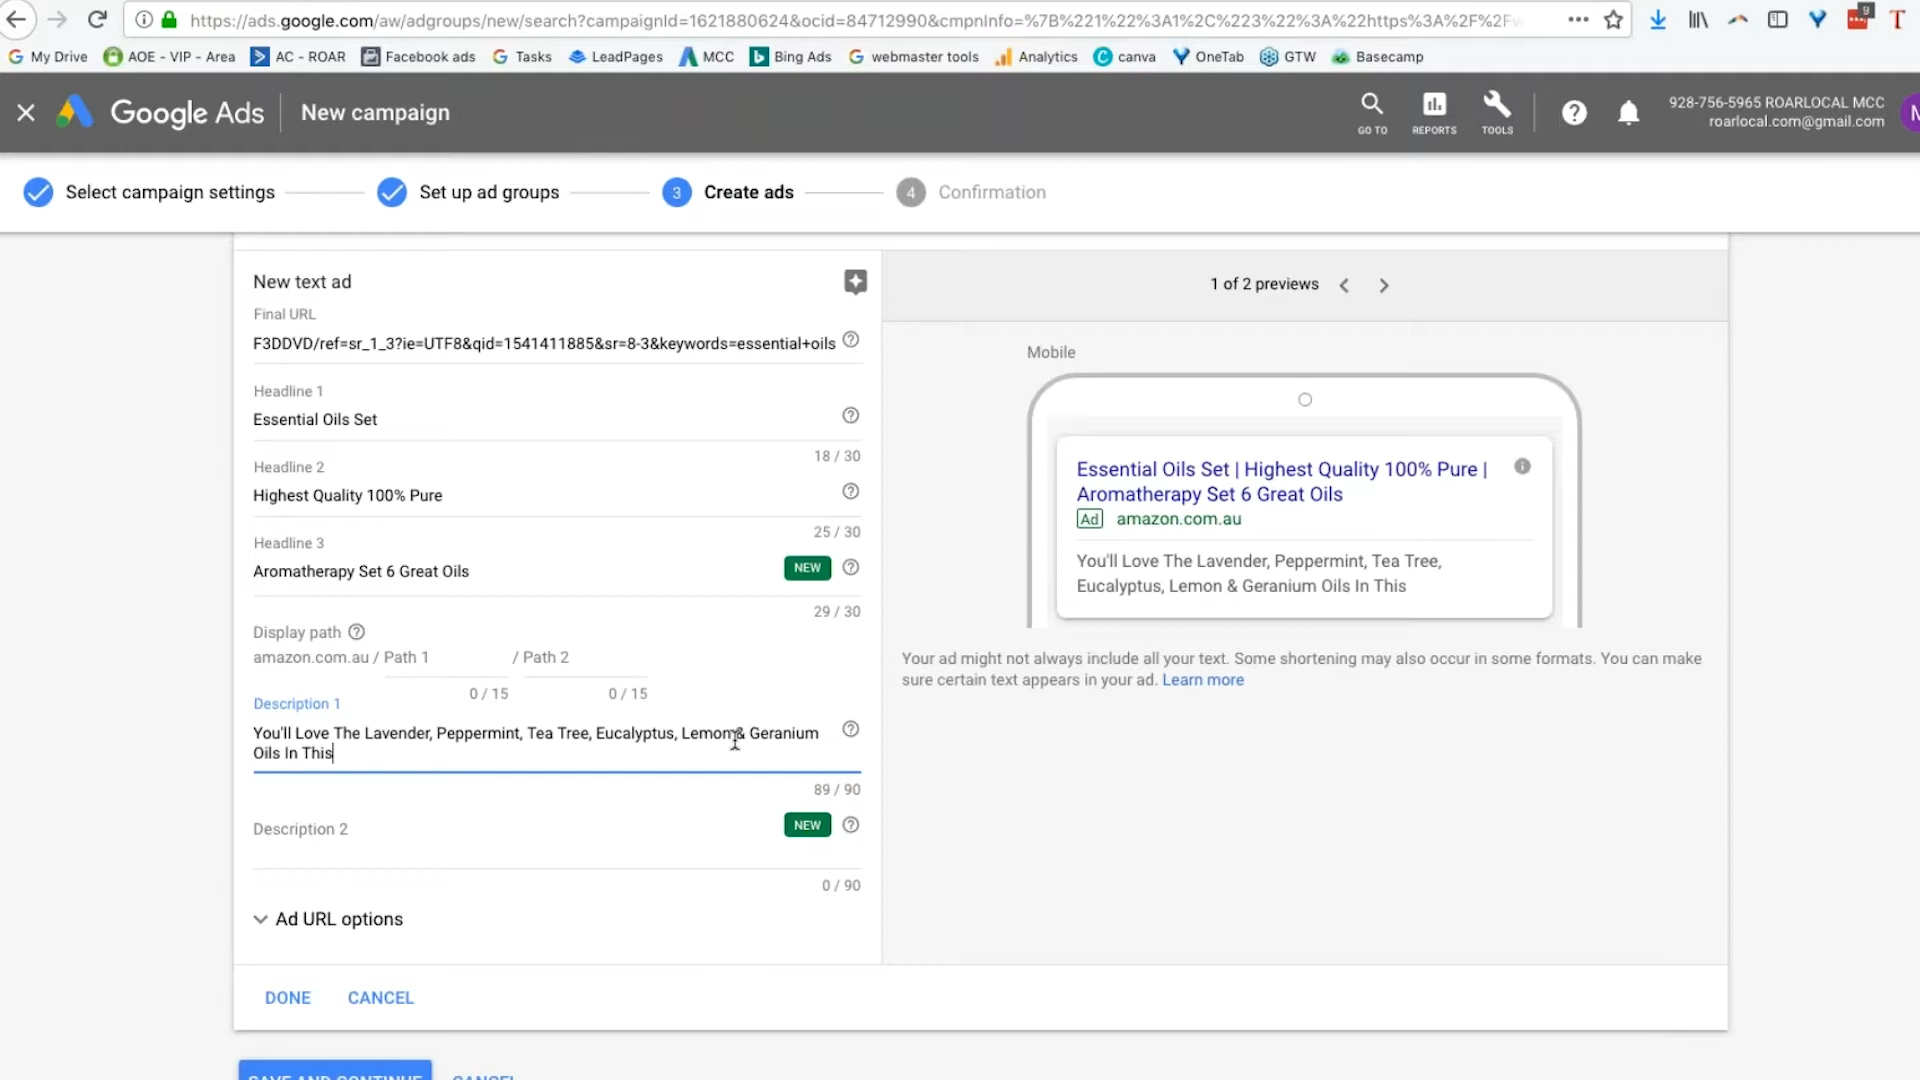 https://ads.google.com/aw/adgroups/new/search?campaignId=1621880624&ocid=84712990&cmpnInfo=%7B%221%22%3A1%2C%223%22%3A%22https%3A%2F%2F
9
T
My Drive
AOE - VIP - Area
AC - ROAR
Facebook ads
Tasks
LeadPages
MCC
Bing Ads
webmaster tools
Analytics
canva
OneTab
GTW
Basecamp
Google Ads
New campaign
GO TO
REPORTS
TOOLS
928-756-5965 ROARLOCAL MCC
roarlocal.com@gmail.com
Select campaign settings
Set up ad groups
3 Create ads
4 Confirmation
New text ad
Final URL
F3DDVD/ref=sr_1_3?ie=UTF8&qid=1541411885&sr=8-3&keywords=essential+oils
Headline 1
Essential Oils Set
18 / 30
Headline 2
Highest Quality 100% Pure
25 / 30
Headline 3
Aromatherapy Set 6 Great Oils
NEW
29 / 30
Display path
amazon.com.au / Path 1 / Path 2
0 / 15 0 / 15
Description 1
You'll Love The Lavender, Peppermint, Tea Tree, Eucalyptus, Lemon & Geranium
Oils In This
89 / 90
Description 2
NEW
0 / 90
Ad URL options
DONE CANCEL
SAVE AND CONTINUE CANCEL
1 of 2 previews
Mobile
Essential Oils Set | Highest Quality 100% Pure |
Aromatherapy Set 6 Great Oils
Ad amazon.com.au
You'll Love The Lavender, Peppermint, Tea Tree,
Eucalyptus, Lemon & Geranium Oils In This
Your ad might not always include all your text. Some shortening may also occur in some formats. You can make
sure certain text appears in your ad. Learn more